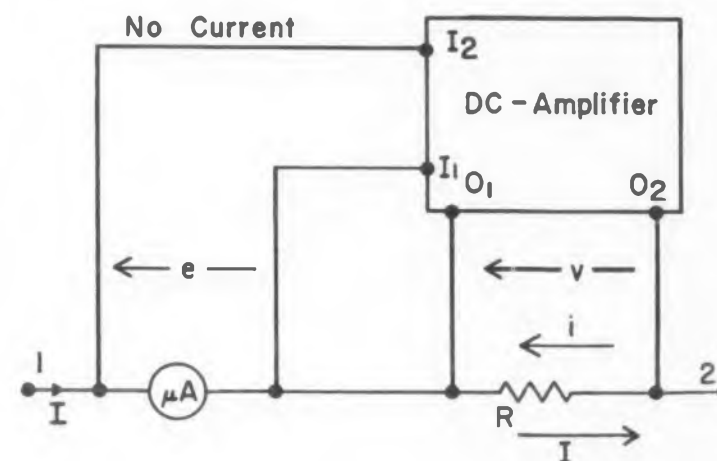 No Current
I2
DC-Amplifier
I1
O1
O2
e
v
i
1
I
μA
R
I
2